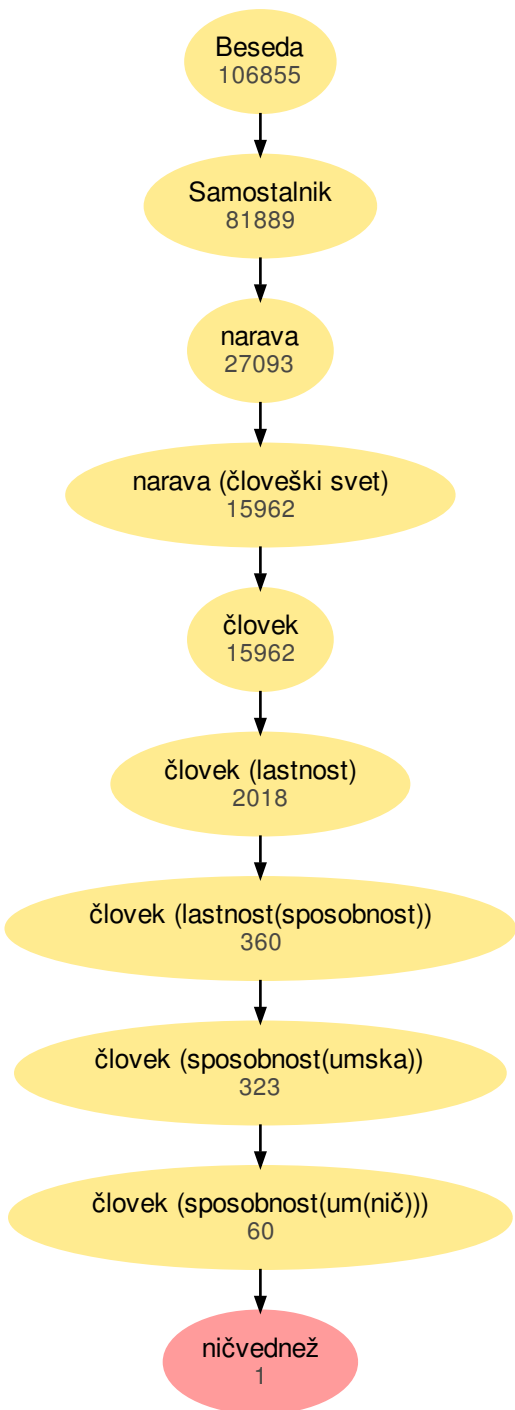 Beseda
106855
Samostalnik
81889
narava
27093
narava (človeški svet)
15962
človek
15962
človek (lastnost)
2018
človek (lastnost(sposobnost))
360
človek (sposobnost(umska))
323
človek (sposobnost(um(nič)))
60
ničvednež
1